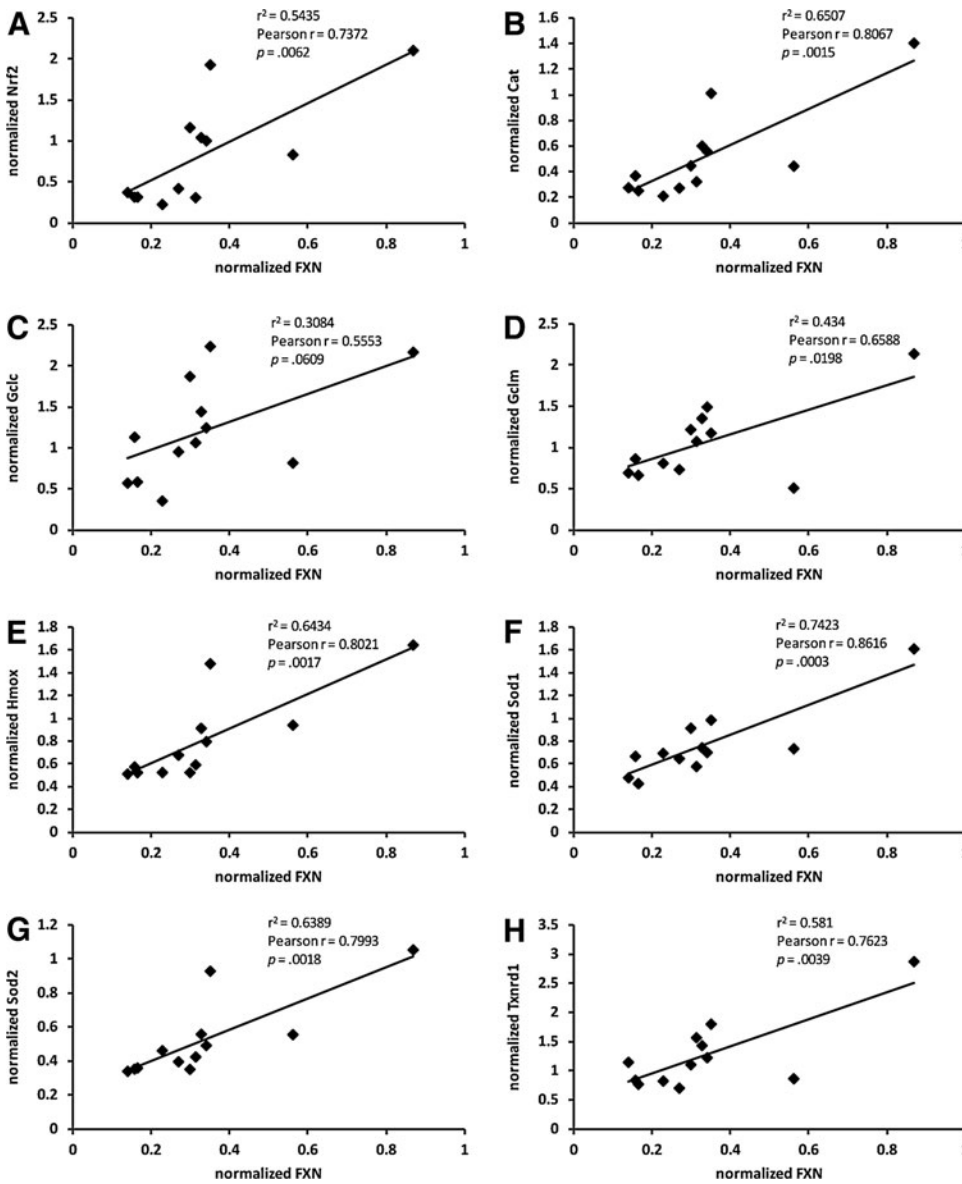 A
r² = 0.5435
Pearson r = 0.7372
p = .0062
normalized Nrf2
2.5
2
1.5
1
0.5
0
0 0.2 0.4 0.6 0.8 1
normalized FXN
B
r² = 0.6507
Pearson r = 0.8067
p = .0015
normalized Cat
1.6
1.4
1.2
1
0.8
0.6
0.4
0.2
0
0 0.2 0.4 0.6 0.8 1
normalized FXN
C
r² = 0.3084
Pearson r = 0.5553
p = .0609
normalized Gclc
2.5
2
1.5
1
0.5
0
0 0.2 0.4 0.6 0.8 1
normalized FXN
D
r² = 0.434
Pearson r = 0.6588
p = .0198
normalized Gclm
2.5
2
1.5
1
0.5
0
0 0.2 0.4 0.6 0.8 1
normalized FXN
E
r² = 0.6434
Pearson r = 0.8021
p = .0017
normalized Hmox
1.8
1.6
1.4
1.2
1
0.8
0.6
0.4
0.2
0
0 0.2 0.4 0.6 0.8 1
normalized FXN
F
r² = 0.7423
Pearson r = 0.8616
p = .0003
normalized Sod1
1.8
1.6
1.4
1.2
1
0.8
0.6
0.4
0.2
0
0 0.2 0.4 0.6 0.8 1
normalized FXN
G
r² = 0.6389
Pearson r = 0.7993
p = .0018
normalized Sod2
1.2
1
0.8
0.6
0.4
0.2
0
0 0.2 0.4 0.6 0.8 1
normalized FXN
H
r² = 0.581
Pearson r = 0.7623
p = .0039
normalized Txnrd1
3.5
3
2.5
2
1.5
1
0.5
0
0 0.2 0.4 0.6 0.8 1
normalized FXN